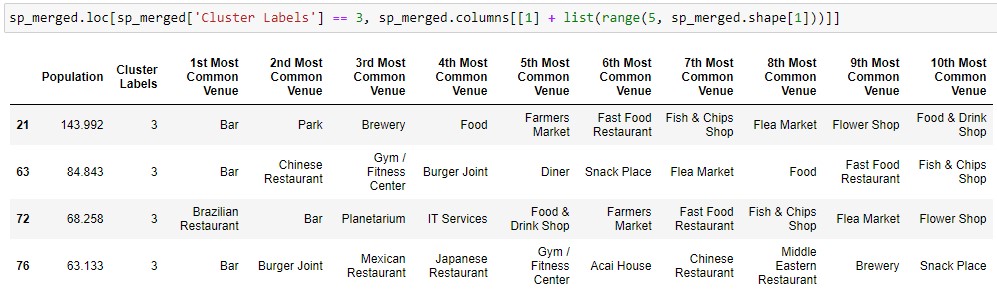 sp_merged.loc[sp_merged['Cluster Labels'] == 3, sp_merged.columns[[1] + list(range(5, sp_merged.shape[1]))]]
Population Cluster Labels 1st Most Common Venue 2nd Most Common Venue 3rd Most Common Venue 4th Most Common Venue 5th Most Common Venue 6th Most Common Venue 7th Most Common Venue 8th Most Common Venue 9th Most Common Venue 10th Most Common Venue
21 143.992 3 Bar Park Brewery Food Farmers Market Fast Food Restaurant Fish & Chips Shop Flea Market Flower Shop Food & Drink Shop
63 84.843 3 Bar Chinese Restaurant Gym / Fitness Center Burger Joint Diner Snack Place Flea Market Food Fast Food Restaurant Fish & Chips Shop
72 68.258 3 Brazilian Restaurant Bar Planetarium IT Services Food & Drink Shop Farmers Market Fast Food Restaurant Fish & Chips Shop Flea Market Flower Shop
76 63.133 3 Bar Burger Joint Mexican Restaurant Japanese Restaurant Gym / Fitness Center Acai House Chinese Restaurant Middle Eastern Restaurant Brewery Snack Place